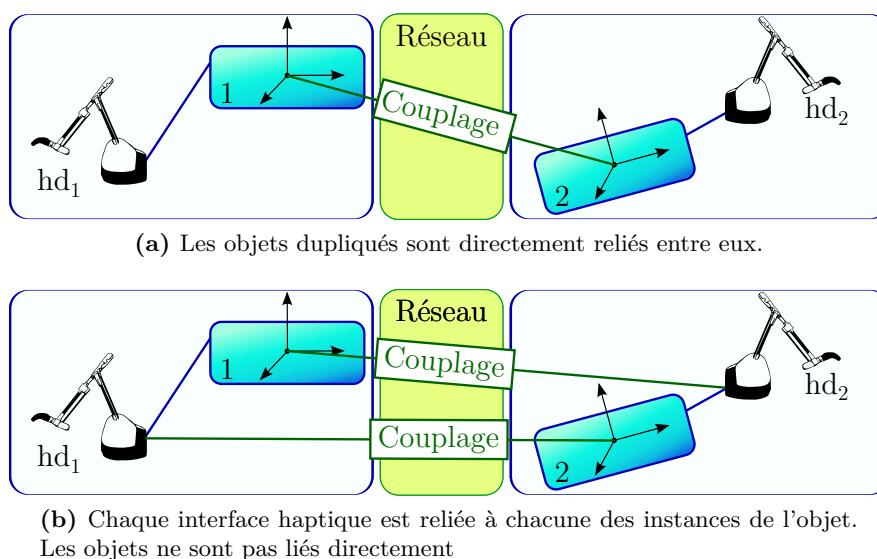 Réseau
1
Couplage
hd₂
hd₁
2
(a) Les objets dupliqués sont directement reliés entre eux.
Réseau
1
Couplage
hd₂
Couplage
hd₁
2
(b) Chaque interface haptique est reliée à chacune des instances de l'objet.
Les objets ne sont pas liés directement